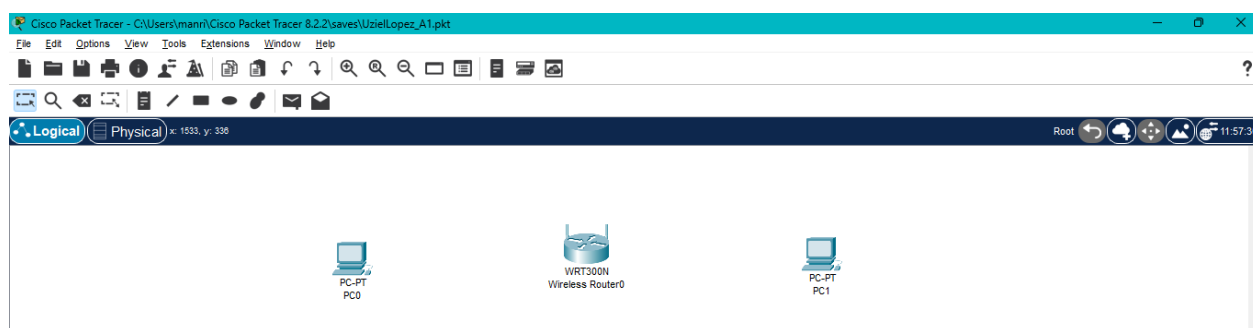 Cisco Packet Tracer - C:\Users\manri\Cisco Packet Tracer 8.2.2\saves\UzielLopez_A1.pkt
File Edit Options View Tools Extensions Window Help
?
Logical Physical x: 1533, y: 336 Root 11:57:3
PC-PT
PC0
WRT300N
Wireless Router0
PC-PT
PC1